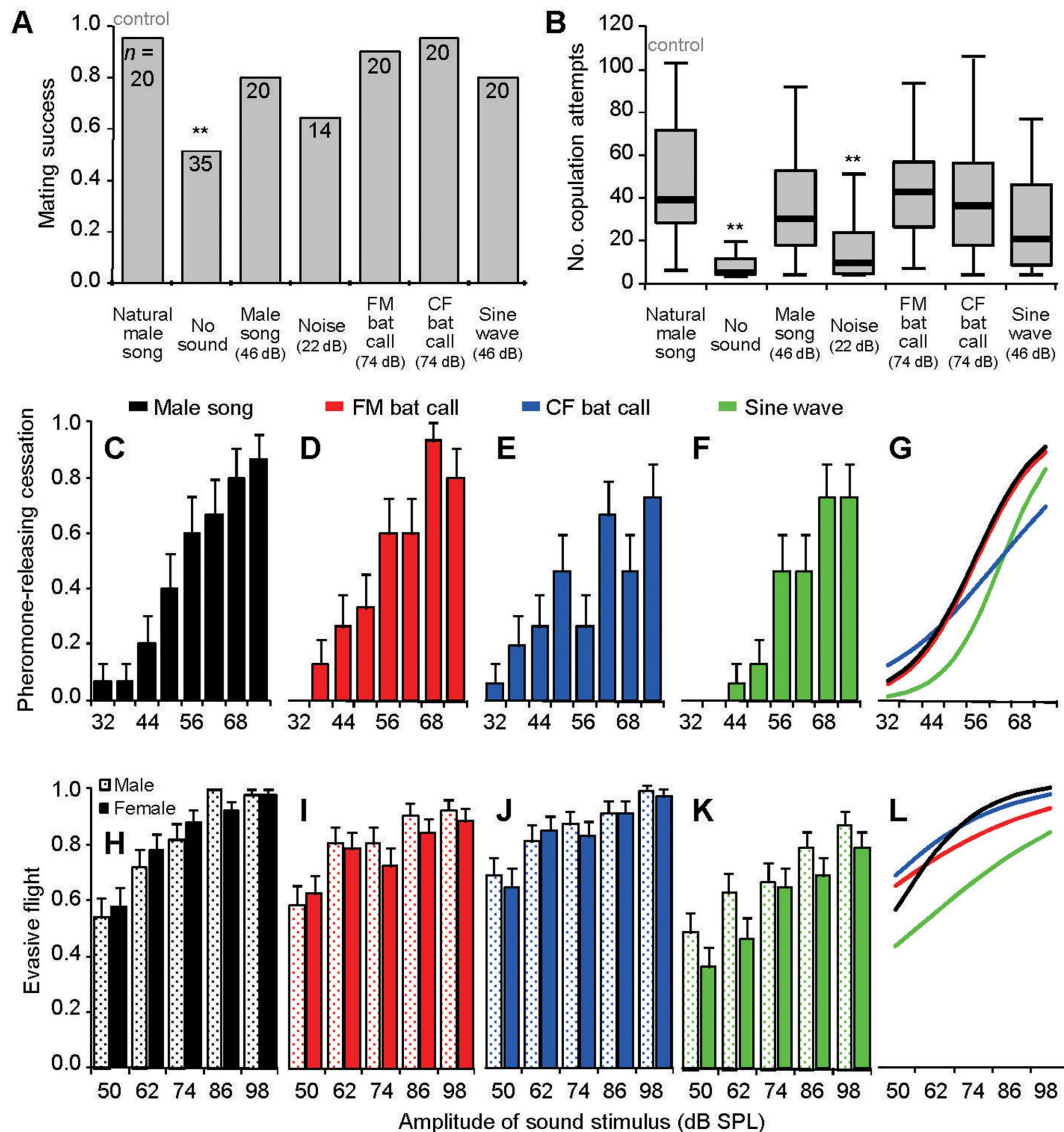 A
control
n =
20
**
35
20
14
20
20
20
Mating success
1.0
0.8
0.6
0.4
0.2
0.0
Natural male song
No sound
Male song (46 dB)
Noise (22 dB)
FM bat call (74 dB)
CF bat call (74 dB)
Sine wave (46 dB)
B
control
**
**
No. copulation attempts
120
100
80
60
40
20
0
Natural male song
No sound
Male song (46 dB)
Noise (22 dB)
FM bat call (74 dB)
CF bat call (74 dB)
Sine wave (46 dB)
Male song FM bat call CF bat call Sine wave
Pheromone-releasing cessation
1.0
0.8
0.6
0.4
0.2
0.0
C
32 44 56 68
D
32 44 56 68
E
32 44 56 68
F
32 44 56 68
G
32 44 56 68
Evasive flight
1.0
0.8
0.6
0.4
0.2
0.0
Male
Female
H
50 62 74 86 98
I
50 62 74 86 98
J
50 62 74 86 98
K
50 62 74 86 98
L
50 62 74 86 98
Amplitude of sound stimulus (dB SPL)